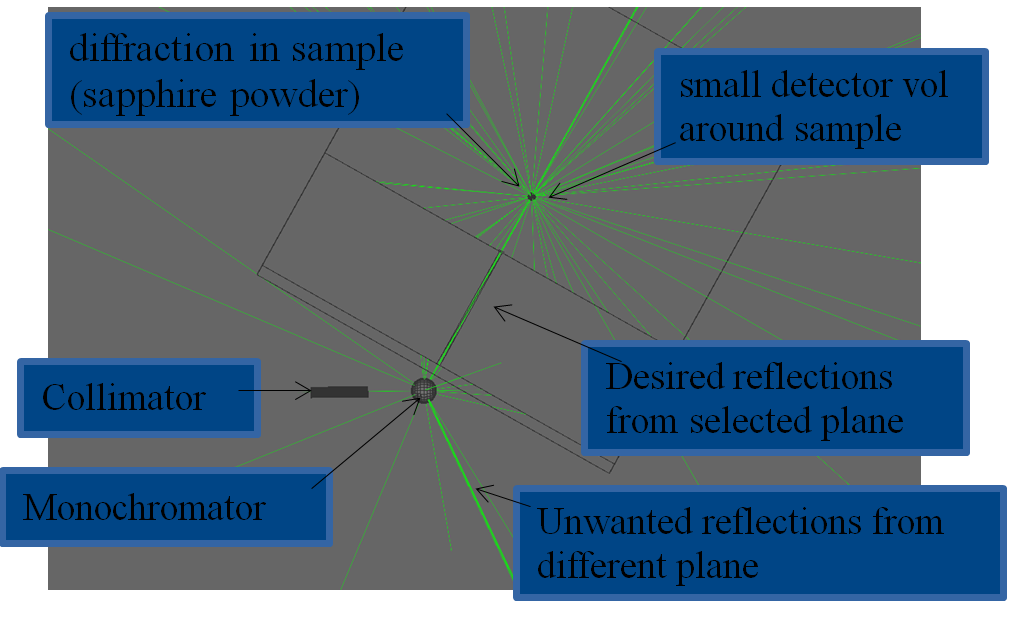 diffraction in sample
(sapphire powder)
small detector vol
around sample
Collimator
Desired reflections
from selected plane
Monochromator
Unwanted reflections from
different plane